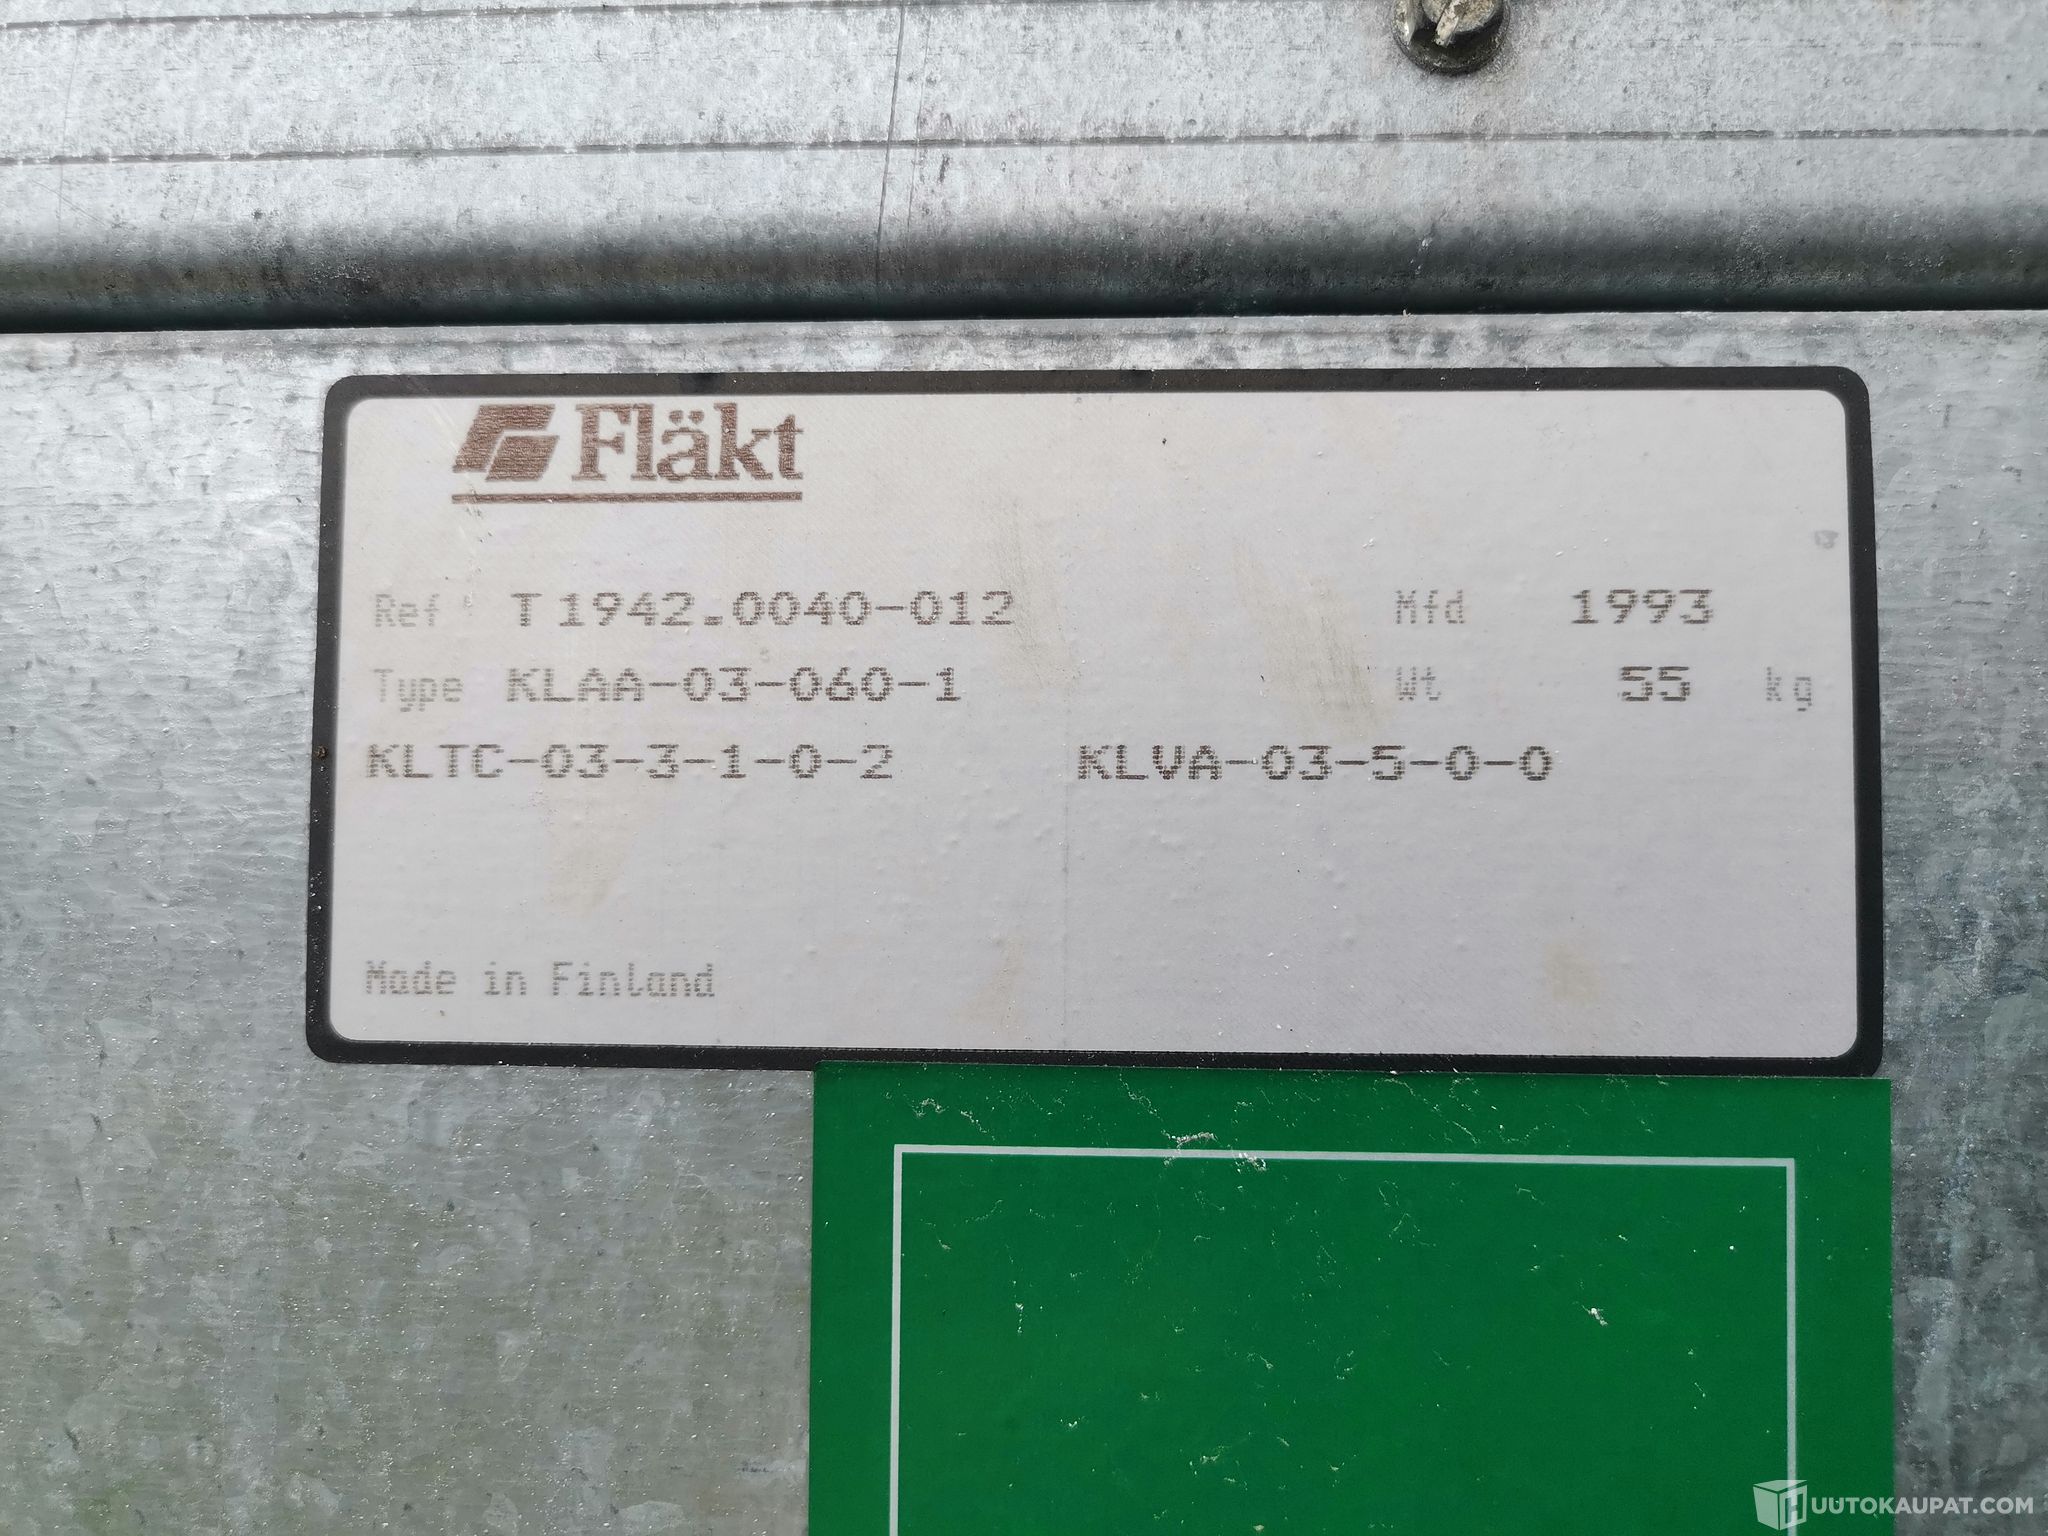 Fläkt
Ref T1942.0040-012 Mfd 1993
Type KLAA-03-060-1 Wt 55 kg
KLTC-03-3-1-0-2 KLVA-03-5-0-0
Made in Finland
HUUTOKAUPAT.COM